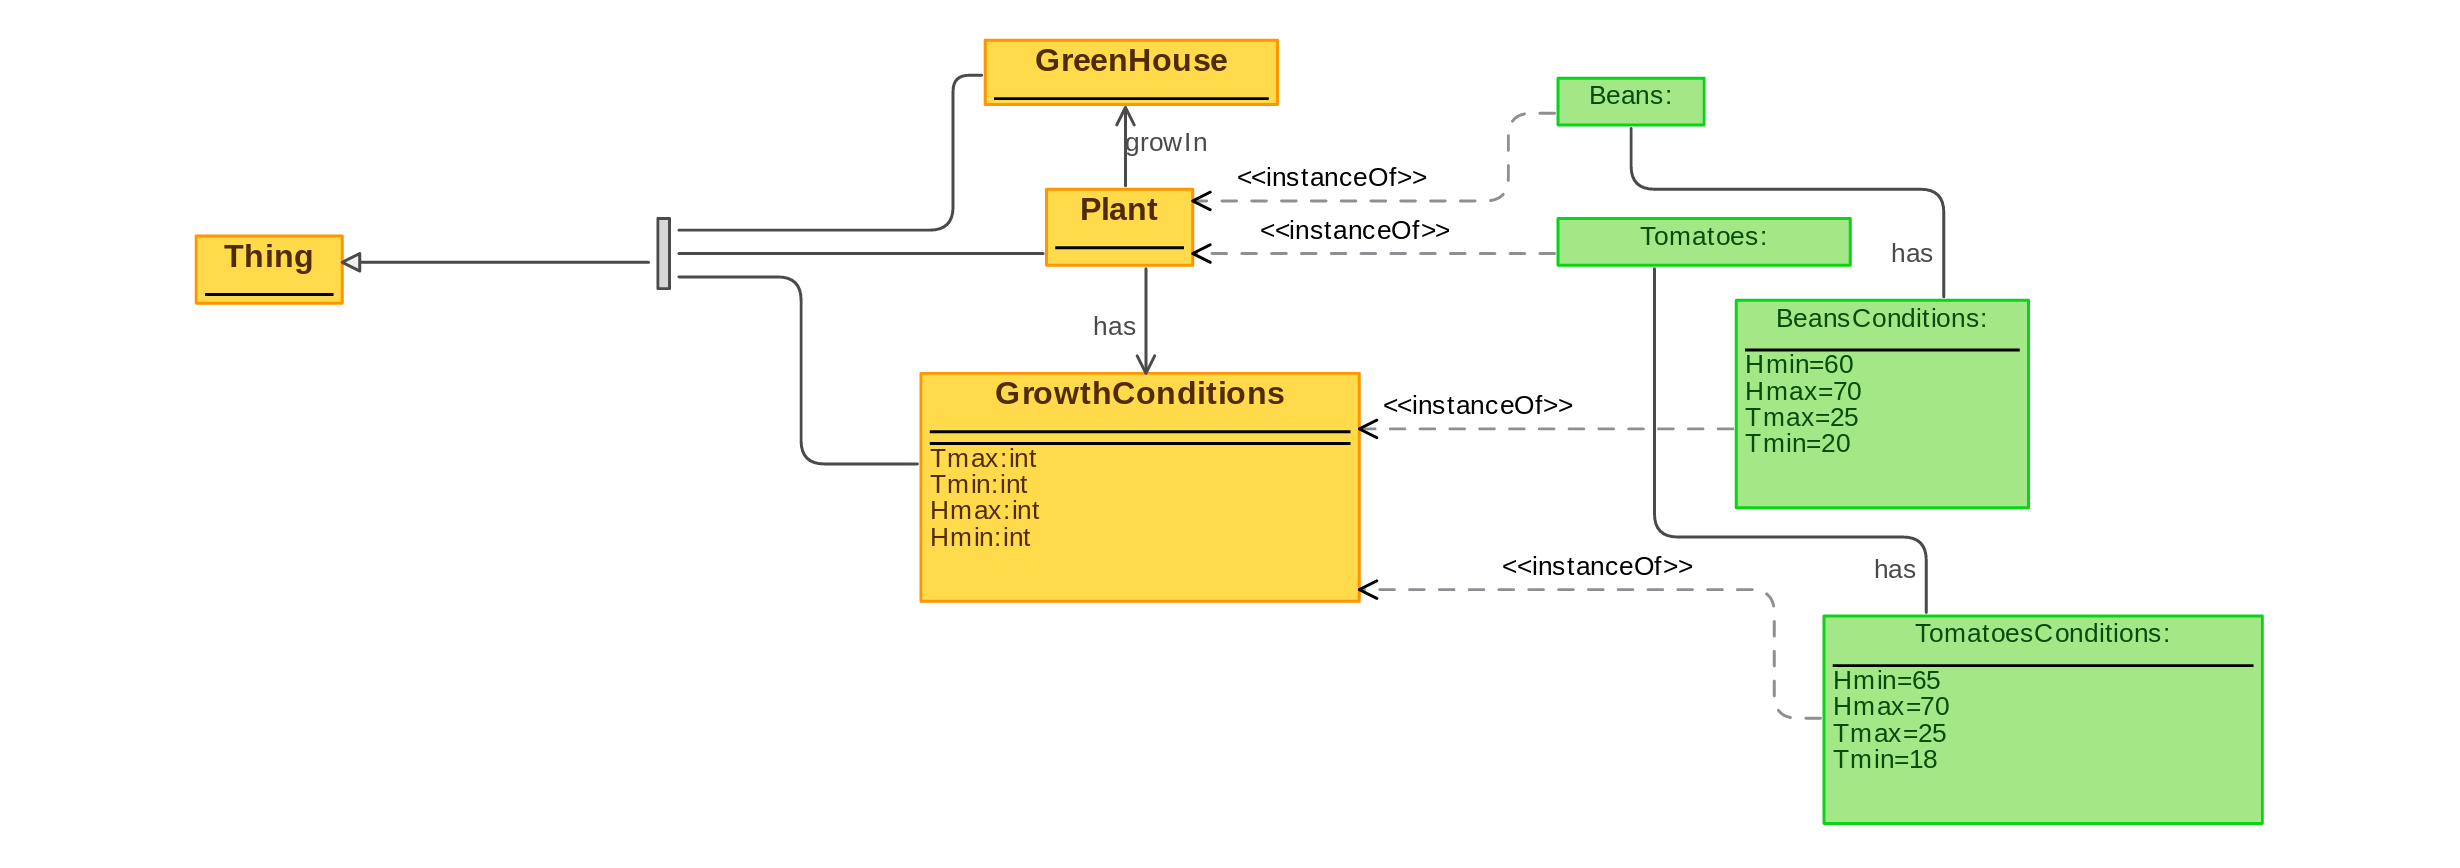 GreenHouse
growIn
Plant
Thing
has
GrowthConditions
Tmax:int
Tmin:int
Hmax:int
Hmin:int
<<instanceOf>>
<<instanceOf>>
<<instanceOf>>
<<instanceOf>>
Beans:
Tomatoes:
has
BeansConditions:
Hmin=60
Hmax=70
Tmax=25
Tmin=20
has
TomatoesConditions:
Hmin=65
Hmax=70
Tmax=25
Tmin=18